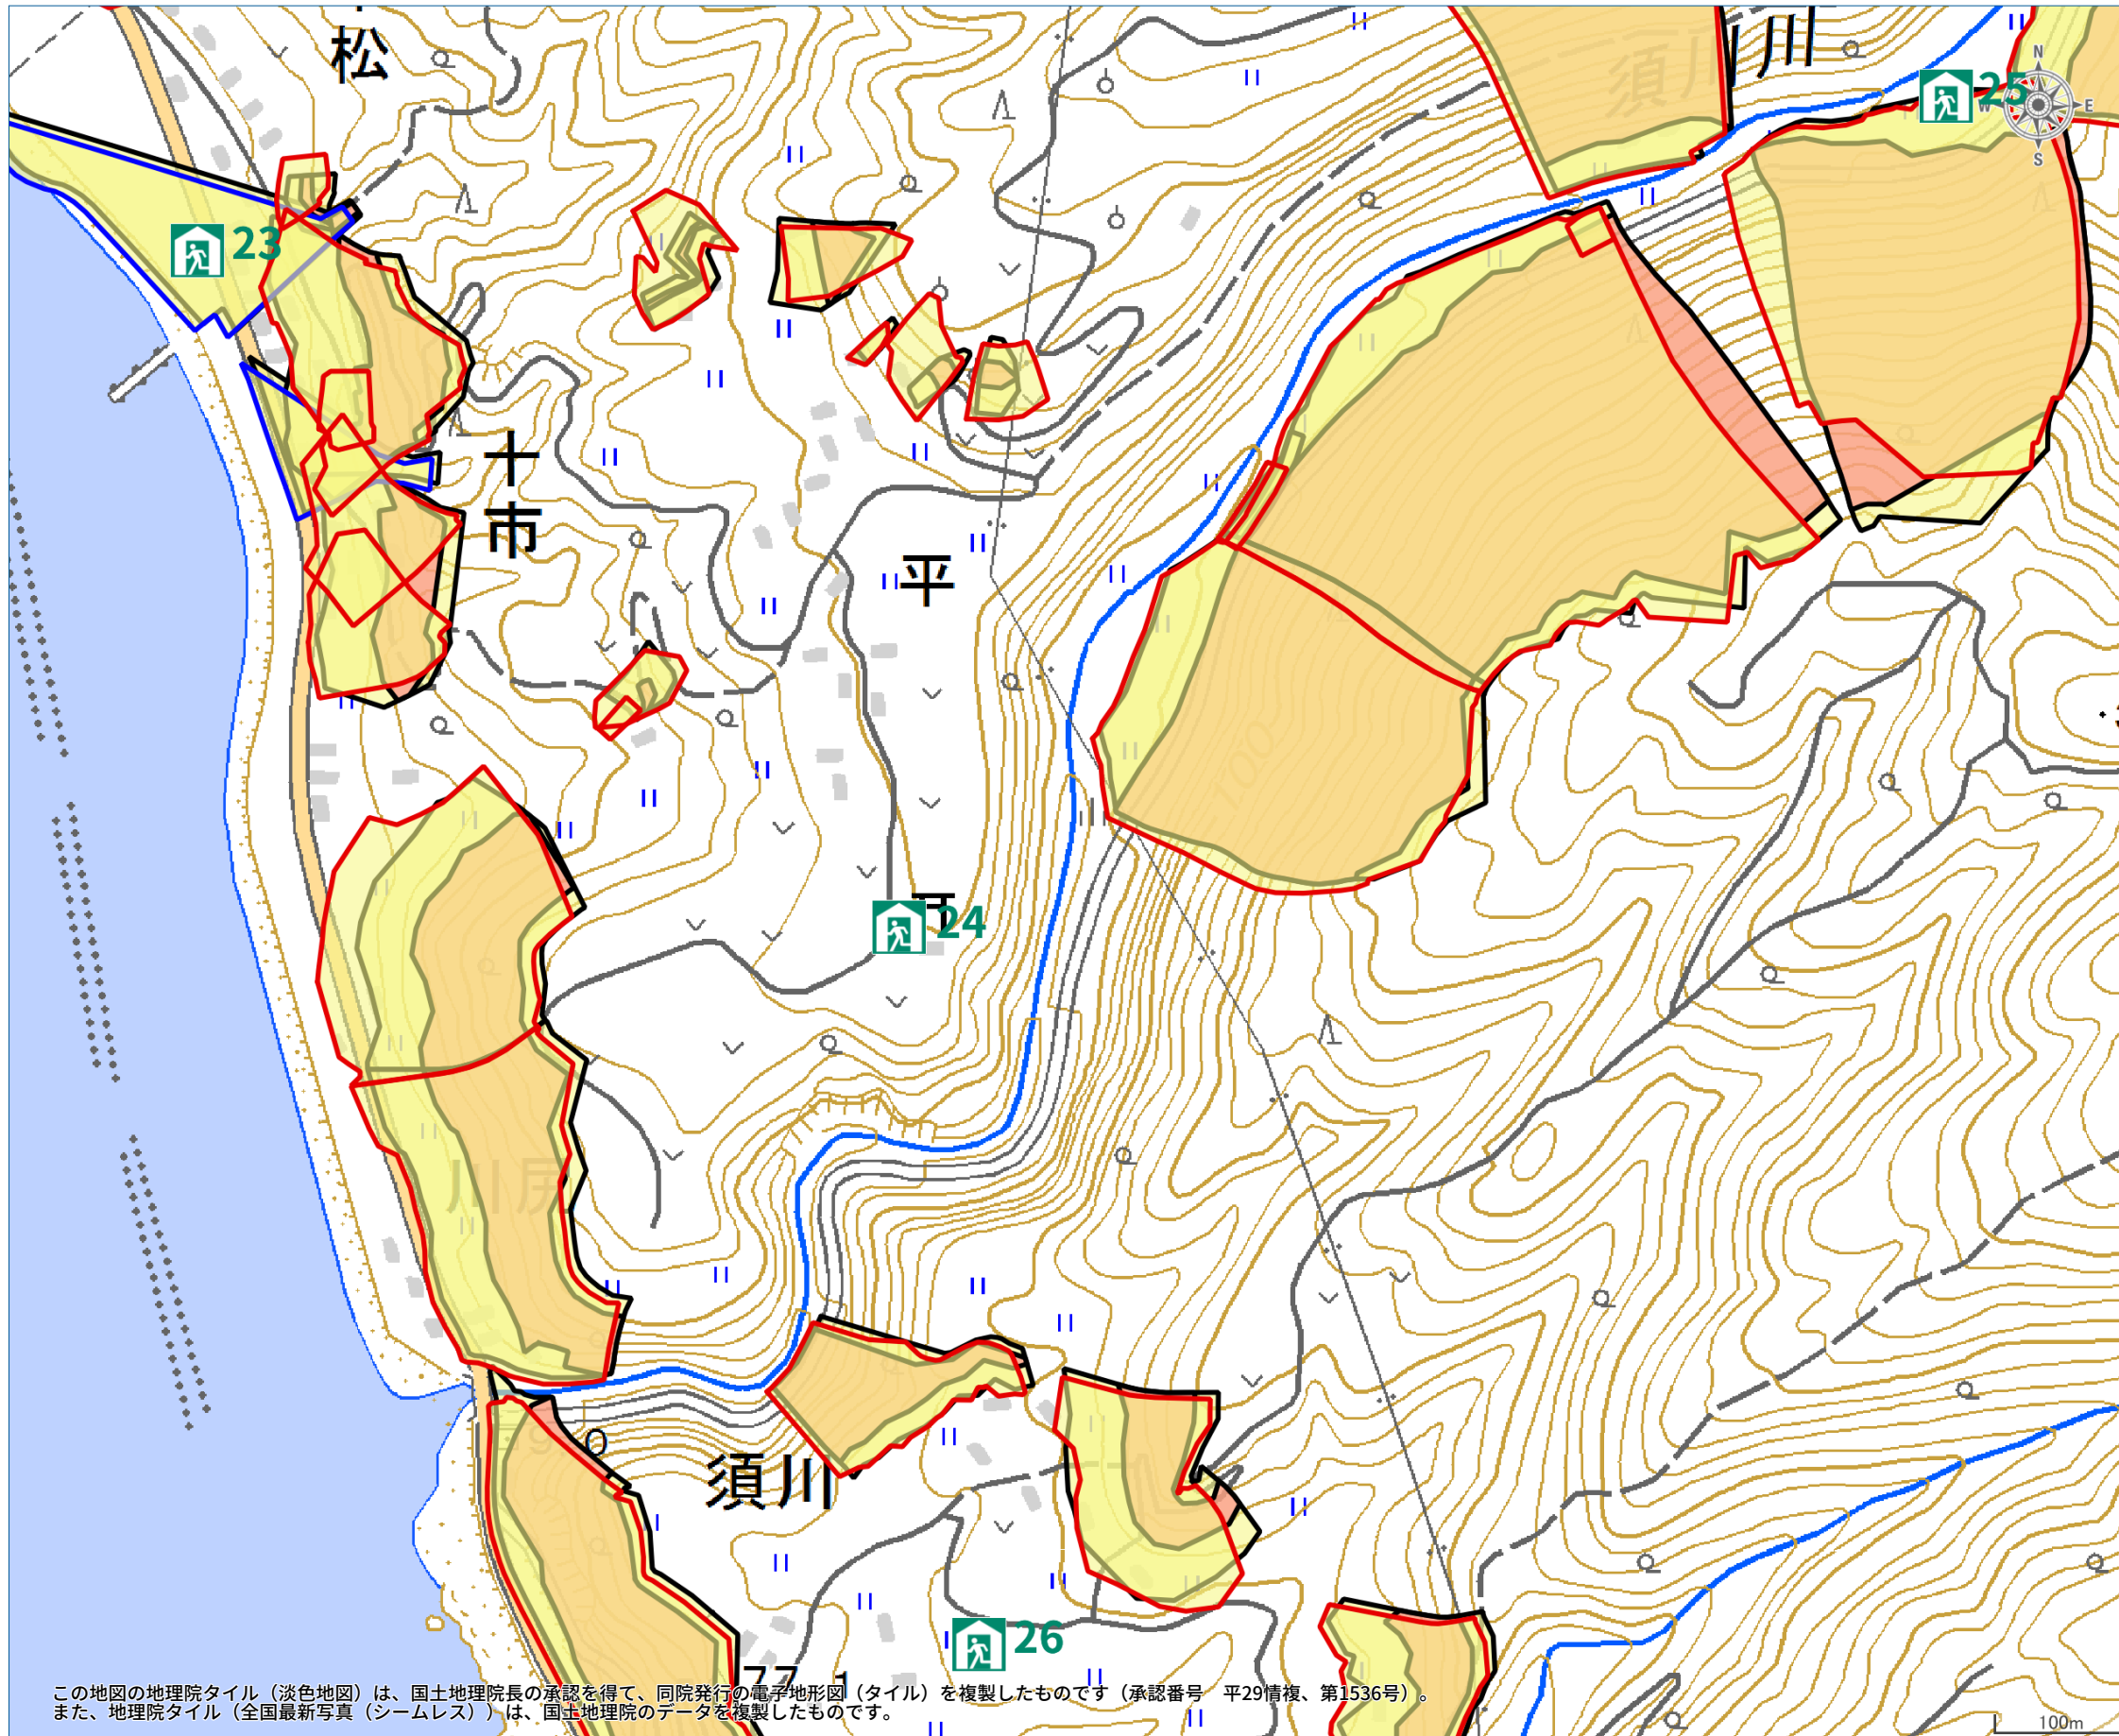 松
須川
川
N
W
E
S
25
23
十市
平
24
川尻
100
須川
26
77 1
この地図の地理院タイル（淡色地図）は、国土地理院長の承認を得て、同院発行の電子地形図（タイル）を複製したものです（承認番号　平29情複、第1536号）。
また、地理院タイル（全国最新写真（シームレス））は、国土地理院のデータを複製したものです。
100m